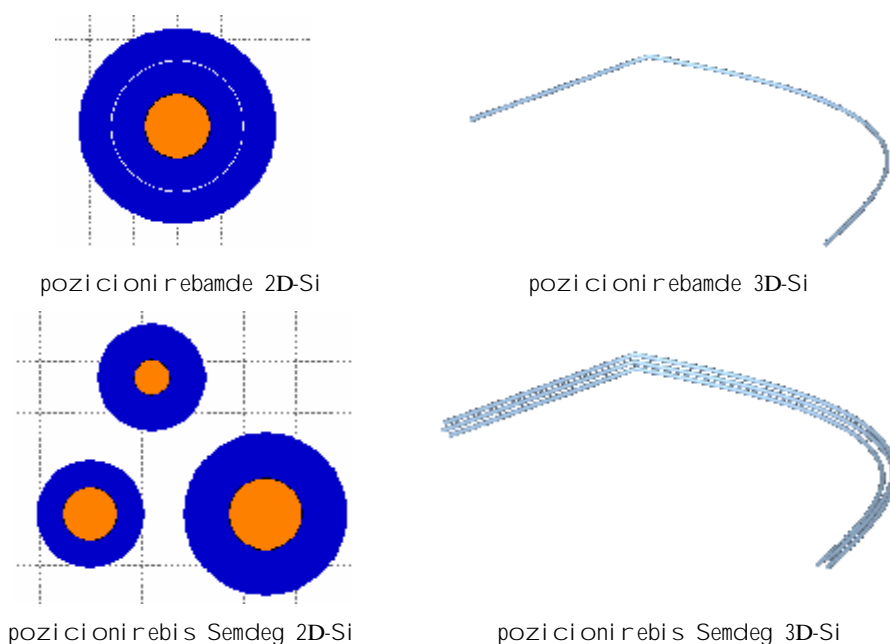 pozicionirebamde 2D-Si
pozicionirebamde 3D-Si
pozicionirebis Semdeg 2D-Si
pozicionirebis Semdeg 3D-Si